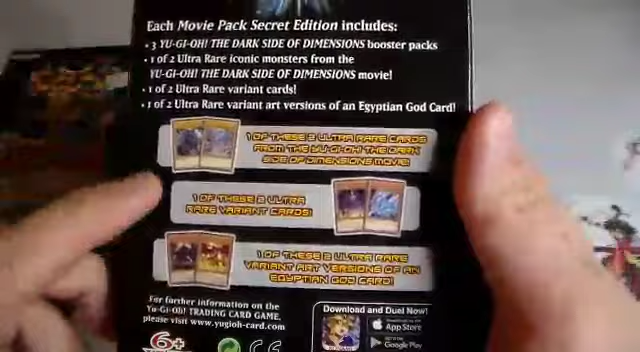 Each Movie Pack Secret Edition includes:
• 3 YU-GI-OH! THE DARK SIDE OF DIMENSIONS booster packs
• 1 of 2 Ultra Rare iconic monsters from the
YU-GI-OH! THE DARK SIDE OF DIMENSIONS movie!
• 1 of 2 Ultra Rare variant cards!
• 1 of 2 Ultra Rare variant art versions of an Egyptian God Card!
1 OF THESE 2 ULTRA RARE CARDS
FROM THE YU-GI-OH! THE DARK
SIDE OF DIMENSIONS MOVIE!
1 OF THESE 2 ULTRA
RARE VARIANT CARDS!
1 OF THESE 2 ULTRA RARE
VARIANT ART VERSIONS OF AN
EGYPTIAN GOD CARD!
For further information on the
Yu-Gi-Oh! TRADING CARD GAME,
please visit www.yugioh-card.com
Download and Duel Now!
App Store
Google Play
6+
CE